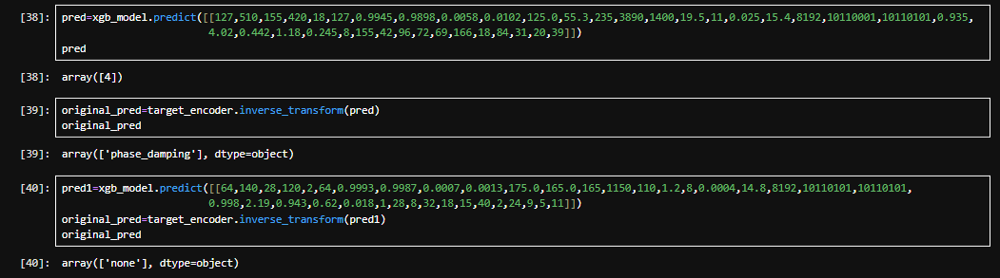 [38]: pred=xgb_model.predict([[127,510,155,420,18,127,0.9945,0.9898,0.0058,0.0102,125.0,55.3,235,3890,1400,19.5,11,0.025,15.4,8192,10110001,10110101,0.935,
4.02,0.442,1.18,0.245,8,155,42,96,72,69,166,18,84,31,20,39]])
pred
[38]: array([4])
[39]: original_pred=target_encoder.inverse_transform(pred)
original_pred
[39]: array(['phase_damping'], dtype=object)
[40]: pred1=xgb_model.predict([[64,140,28,120,2,64,0.9993,0.9987,0.0007,0.0013,175.0,165.0,165,1150,110,1.2,8,0.0004,14.8,8192,10110101,10110101,
0.998,2.19,0.943,0.62,0.018,1,28,8,32,18,15,40,2,24,9,5,11]])
original_pred=target_encoder.inverse_transform(pred1)
original_pred
[40]: array(['none'], dtype=object)